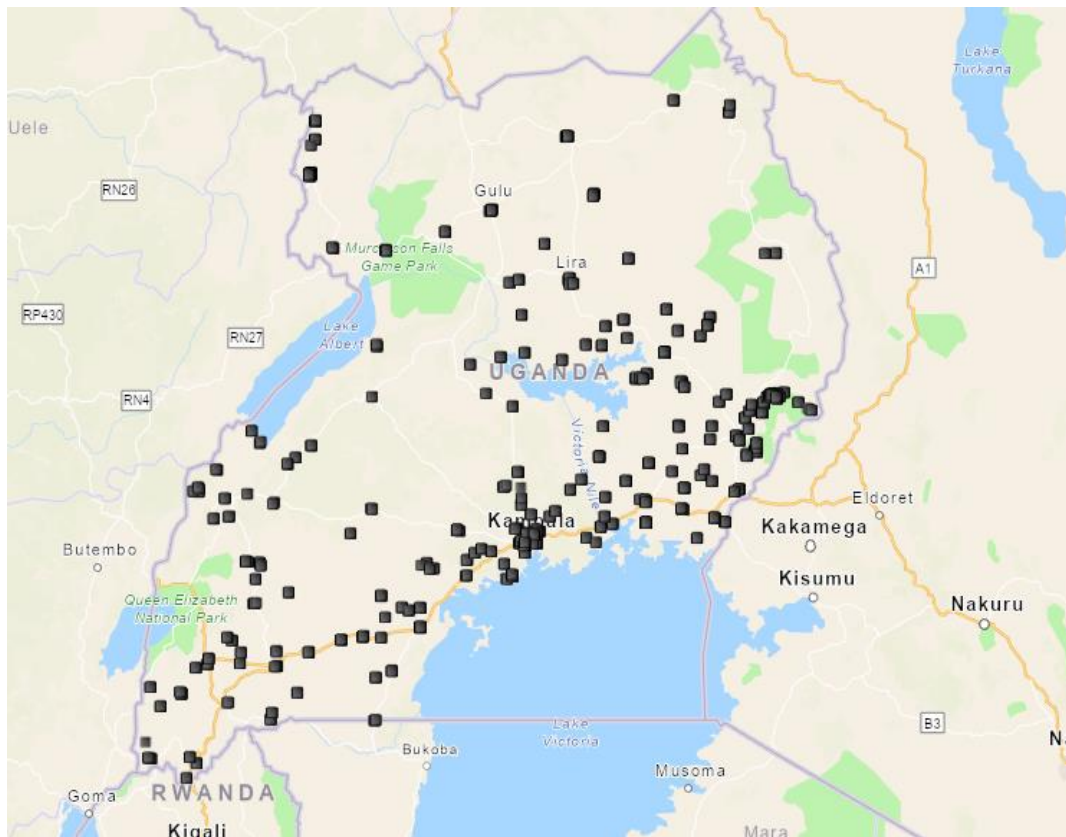 Lake
Turkana
Uele
RN26
Gulu
Murchison Falls
Game Park
A1
Lira
RP430
RN27
Lake
Albert
UGANDA
RN4
Victoria Nile
Eldoret
Kampala
Kakamega
Butembo
Kisumu
Queen Elizabeth
National Park
Nakuru
B3
Lake
Victoria
Bukoba
Na
Musoma
RWANDA
Goma
Kigali
Mara